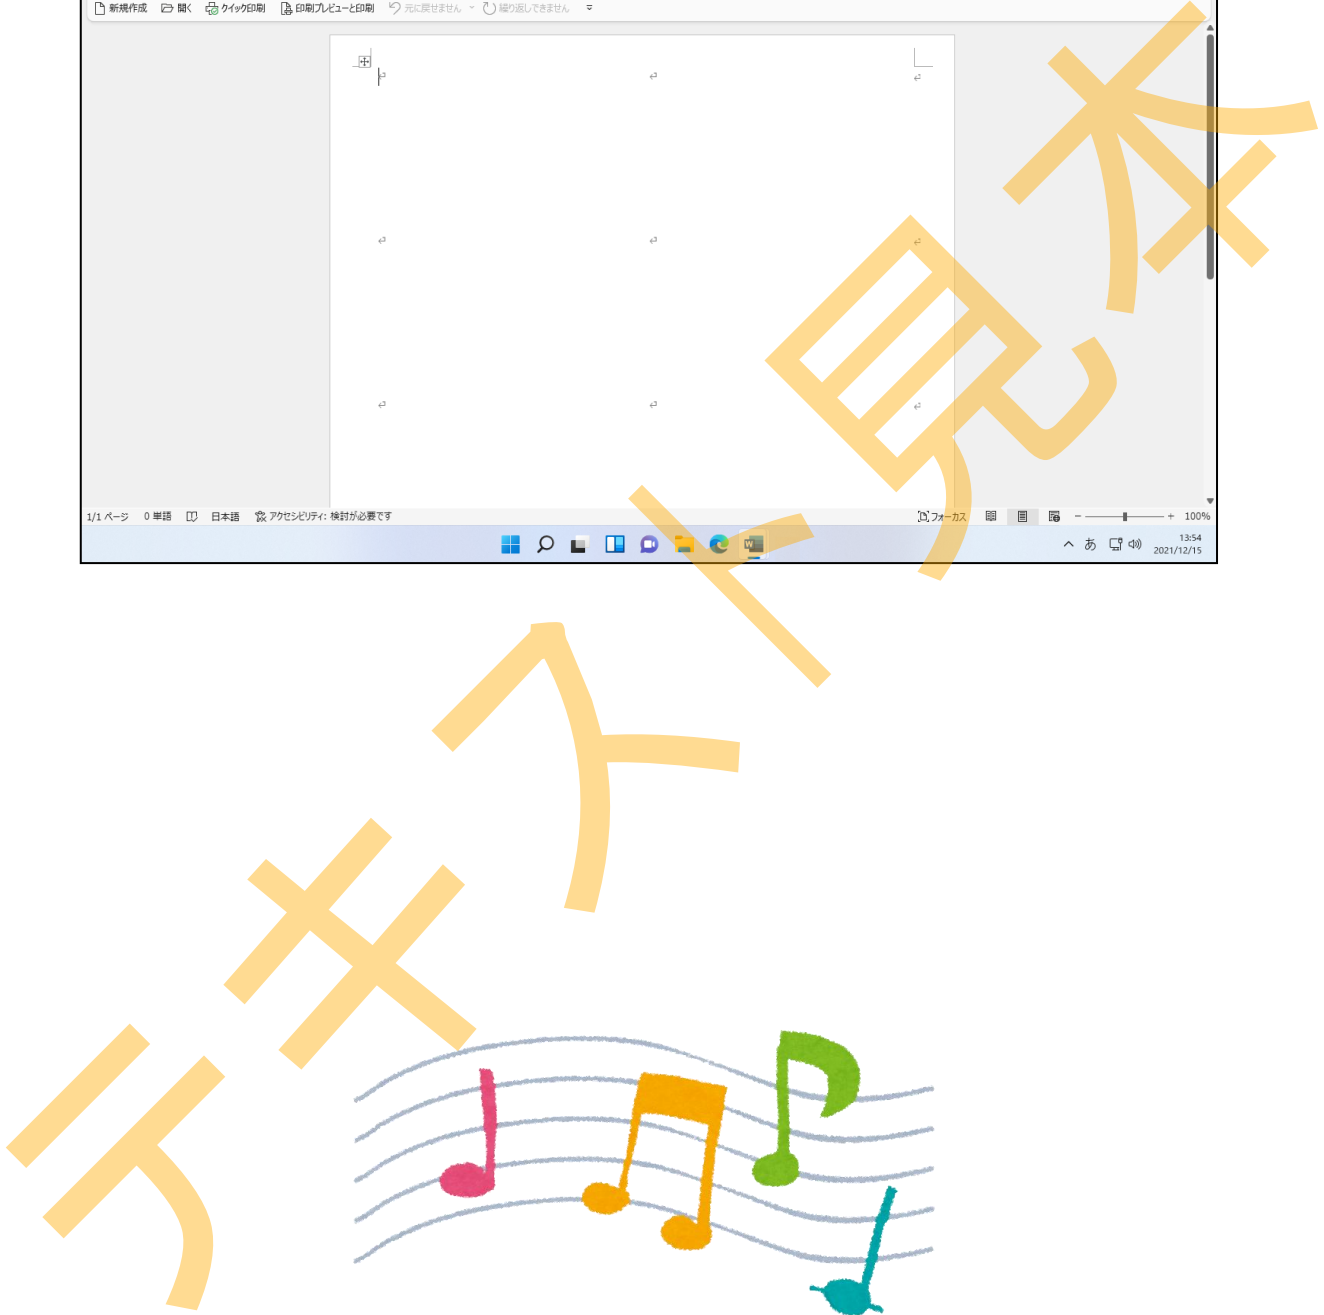 新規作成 開く クイック印刷 印刷プレビューと印刷 元に戻せません 繰り返しできません
1/1 ページ 0 単語 日本語 アクセシビリティ: 検討が必要です フォーカス － ＋ 100%
あ 13:54
2021/12/15
テキスト見本